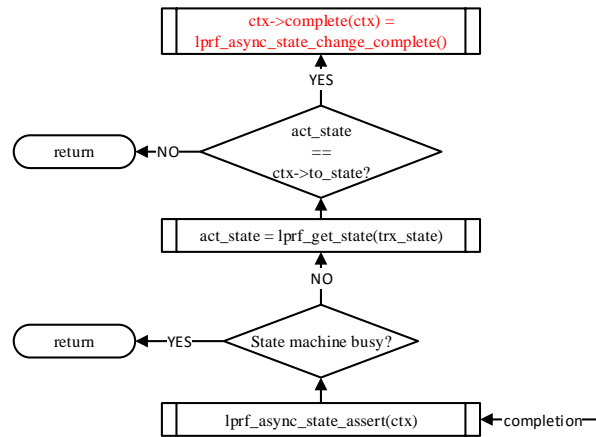 ctx->complete(ctx) =
lprf_async_state_change_complete()
YES
act_state
==
ctx->to_state?
NO
return
act_state = lprf_get_state(trx_state)
NO
State machine busy?
YES
return
lprf_async_state_assert(ctx)
completion